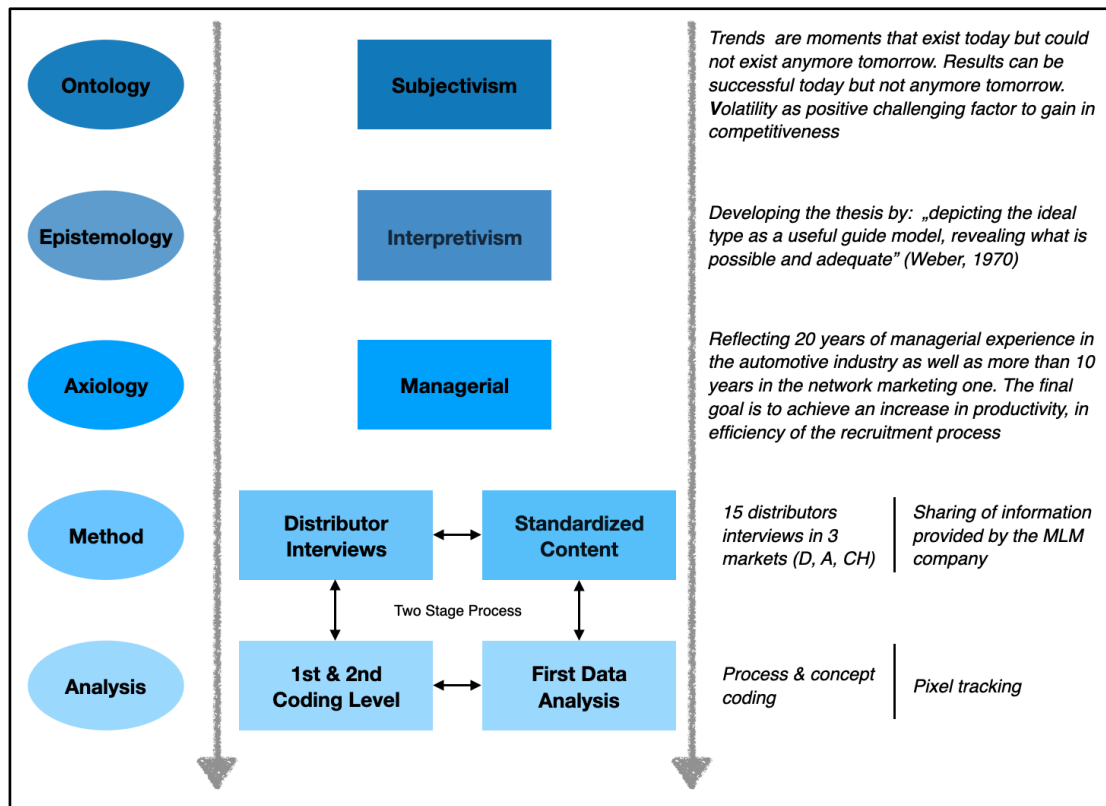 Ontology
Subjectivism
Trends  are moments that exist today but could
not exist anymore tomorrow. Results can be
successful today but not anymore tomorrow.
Volatility as positive challenging factor to gain in
competitiveness
Epistemology
Interpretivism
Developing the thesis by:  „depicting the ideal
type as a useful guide model, revealing what is
possible and adequate” (Weber, 1970)
Axiology
Managerial
Reflecting 20 years of managerial experience in
the automotive industry as well as more than 10
years in the network marketing one. The final
goal is to achieve an increase in productivity, in
efficiency of the recruitment process
Method
Distributor
Interviews
Standardized
Content
15 distributors
interviews in 3
markets (D, A, CH)
Sharing of information
provided by the MLM
company
Two Stage Process
Analysis
1st & 2nd
Coding Level
First Data
Analysis
Process & concept
coding
Pixel tracking